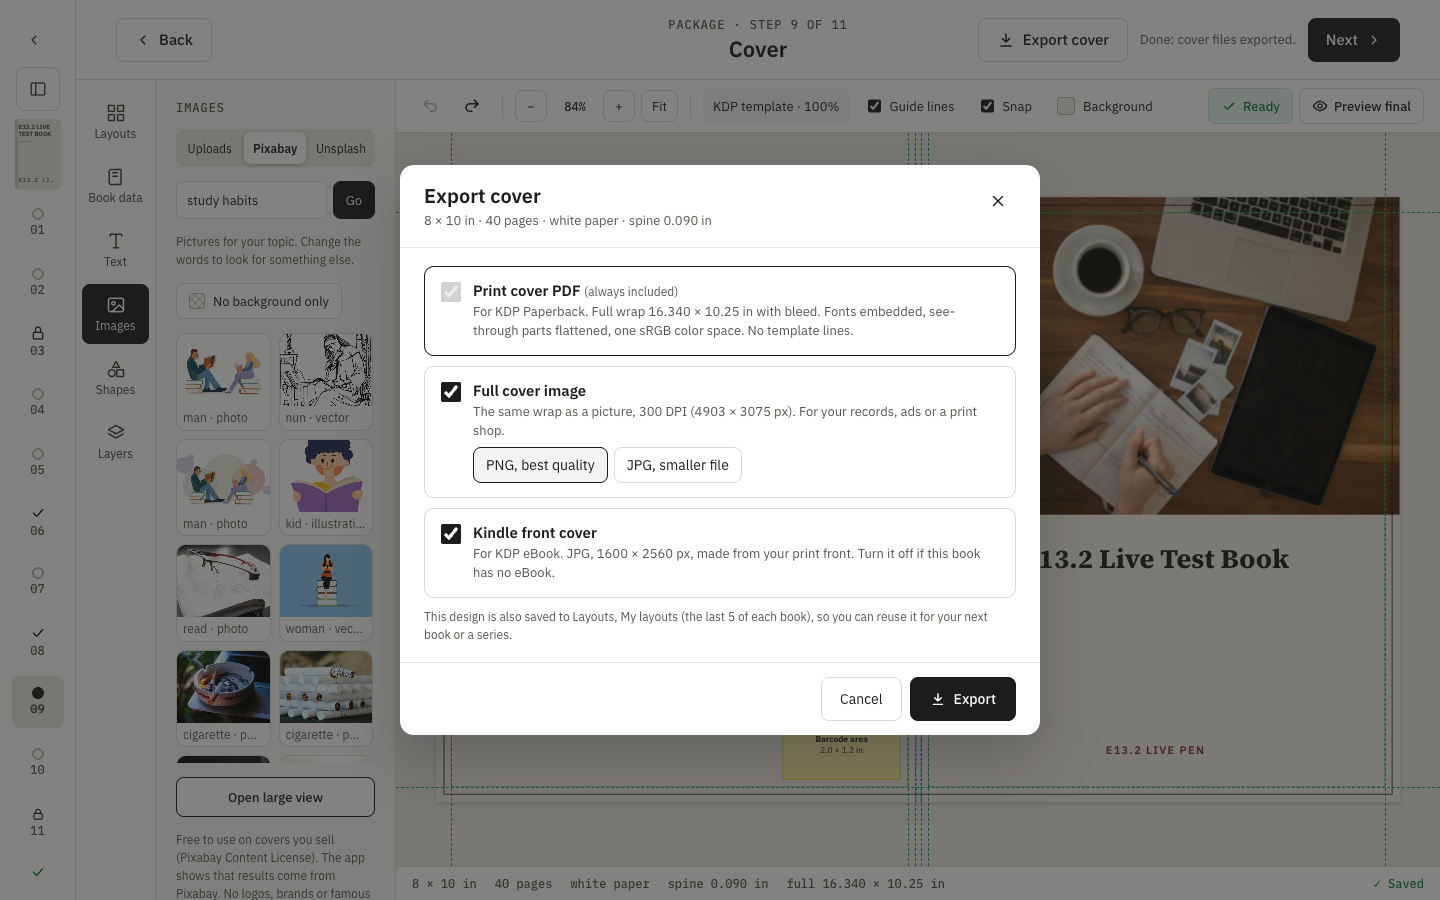 PACKAGE · STEP 9 OF 11
Cover
Back
Export cover
Done: cover files exported.
Next
E13.2 LIVE
TEST BOOK
E13.2 LI…
01
02
03
04
05
06
07
08
09
10
11
Layouts
Book data
Text
Images
Shapes
Layers
IMAGES
Uploads
Pixabay
Unsplash
study habits
Go
Pictures for your topic. Change the
words to look for something else.
No background only
man · photo
nun · vector
man · photo
kid · illustrati…
read · photo
woman · vec…
cigarette · p…
cigarette · p…
Open large view
Free to use on covers you sell
(Pixabay Content License). The app
shows that results come from
Pixabay. No logos, brands or famous
− 84% + Fit
KDP template · 100%
Guide lines
Snap
Background
Ready
Preview final
Export cover
8 × 10 in · 40 pages · white paper · spine 0.090 in
Print cover PDF (always included)
For KDP Paperback. Full wrap 16.340 × 10.25 in with bleed. Fonts embedded, see-
through parts flattened, one sRGB color space. No template lines.
Full cover image
The same wrap as a picture, 300 DPI (4903 × 3075 px). For your records, ads or a print
shop.
PNG, best quality
JPG, smaller file
Kindle front cover
For KDP eBook. JPG, 1600 × 2560 px, made from your print front. Turn it off if this book
has no eBook.
This design is also saved to Layouts, My layouts (the last 5 of each book), so you can reuse it for your next
book or a series.
Cancel
Export
13.2 Live Test Book
Barcode area
2.0 × 1.2 in
E13.2 LIVE PEN
8 × 10 in 40 pages white paper spine 0.090 in full 16.340 × 10.25 in
✓ Saved